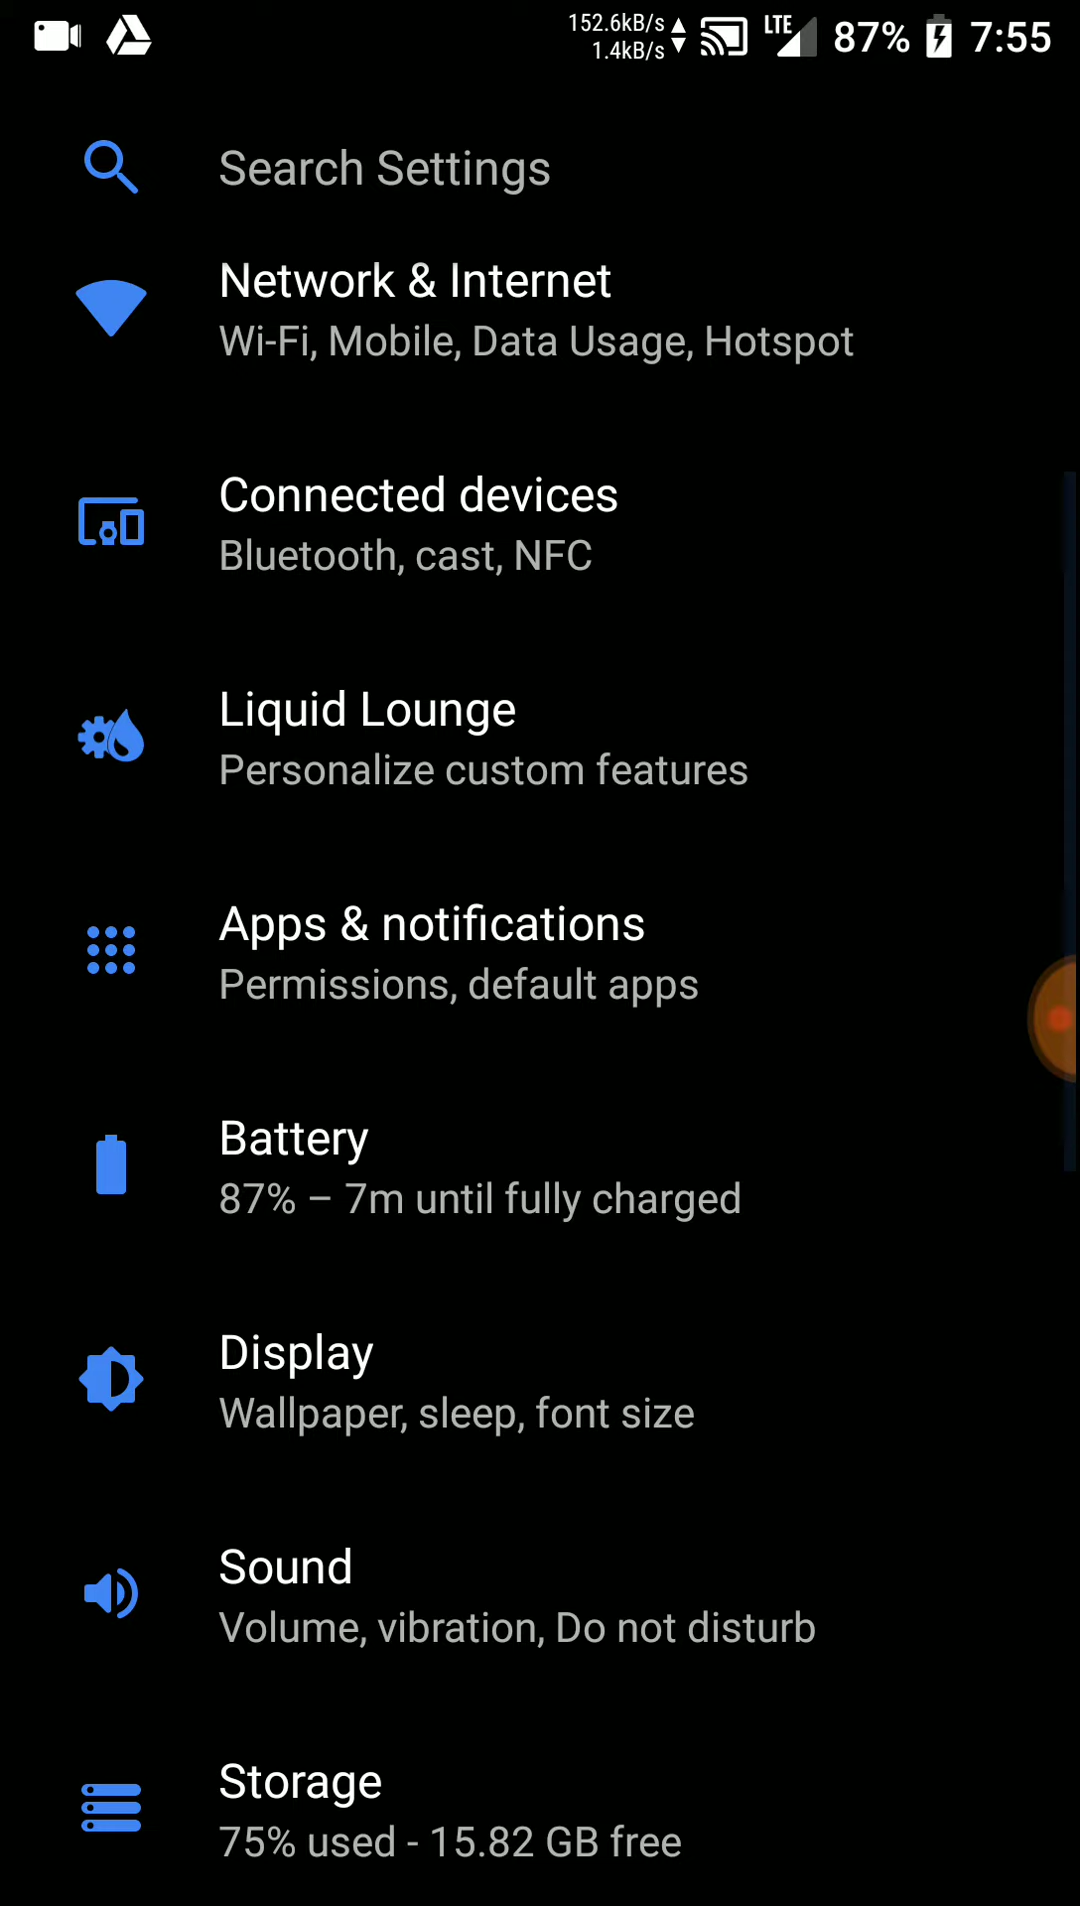 152.6kB/s
1.4kB/s
LTE
87%
7:55
Search Settings
Network & Internet
Wi-Fi, Mobile, Data Usage, Hotspot
Connected devices
Bluetooth, cast, NFC
Liquid Lounge
Personalize custom features
Apps & notifications
Permissions, default apps
Battery
87% – 7m until fully charged
Display
Wallpaper, sleep, font size
Sound
Volume, vibration, Do not disturb
Storage
75% used - 15.82 GB free